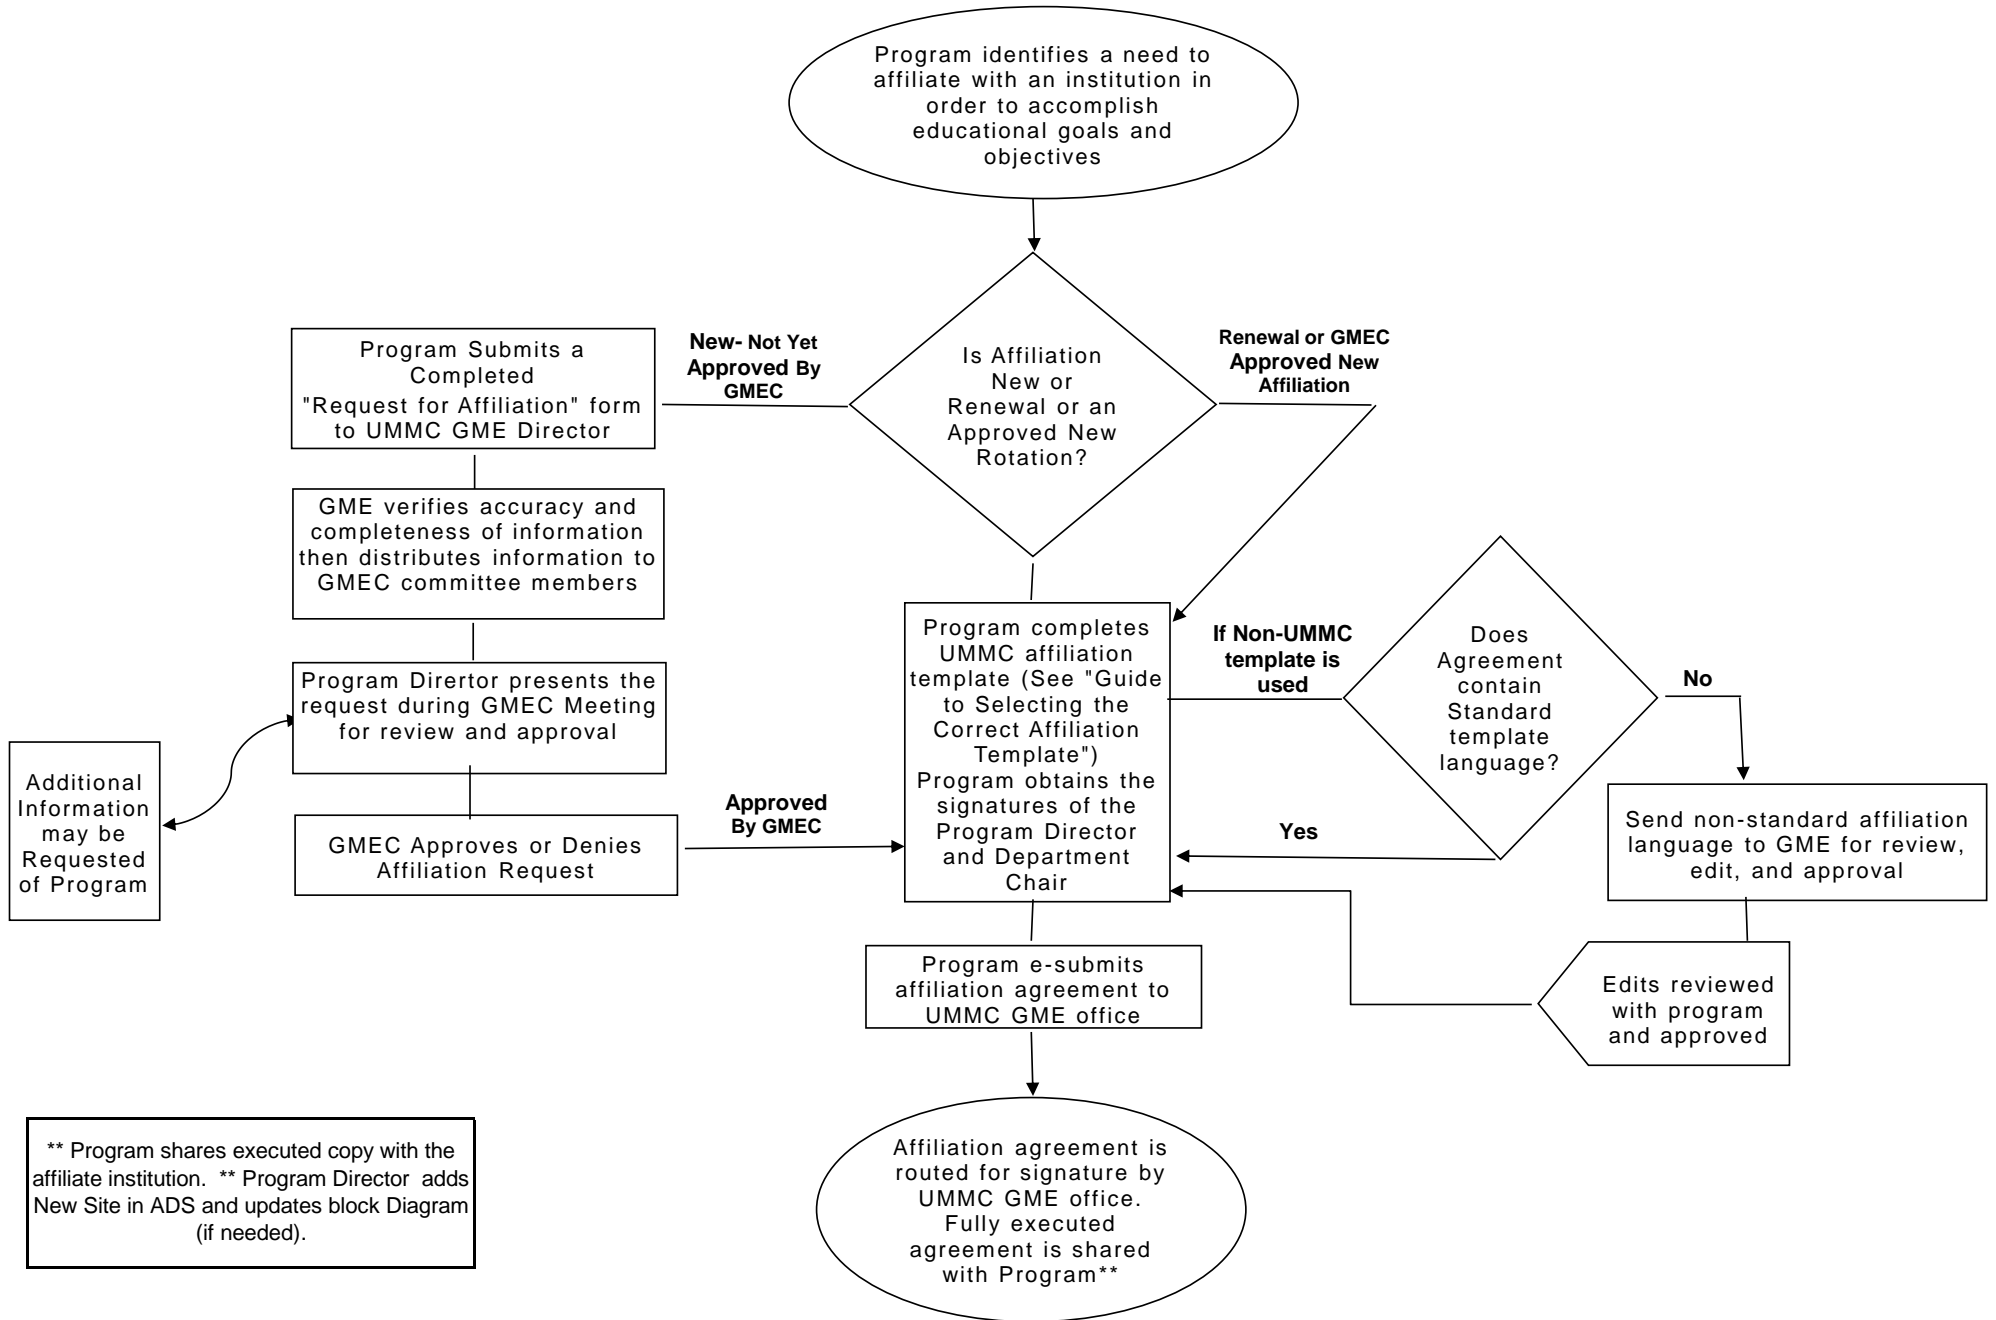 Program identifies a need to
affiliate with an institution in
order to accomplish
educational goals and
objectives
Is Affiliation
New or
Renewal or an
Approved New
Rotation?
New- Not Yet
Approved By
GMEC
Renewal or GMEC
Approved New
Affiliation
Program Submits a
Completed
"Request for Affiliation" form
to UMMC GME Director
GME verifies accuracy and
completeness of information
then distributes information to
GMEC committee members
Program Dirertor presents the
request during GMEC Meeting
for review and approval
Additional
Information
may be
Requested
of Program
GMEC Approves or Denies
Affiliation Request
Approved
By GMEC
Program completes
UMMC affiliation
template (See "Guide
to Selecting the
Correct Affiliation
Template")
Program obtains the
signatures of the
Program Director
and Department
Chair
If Non-UMMC
template is
used
Does
Agreement
contain
Standard
template
language?
No
Yes
Send non-standard affiliation
language to GME for review,
edit, and approval
Edits reviewed
with program
and approved
Program e-submits
affiliation agreement to
UMMC GME office
Affiliation agreement is
routed for signature by
UMMC GME office.
Fully executed
agreement is shared
with Program**
** Program shares executed copy with the
affiliate institution.  ** Program Director  adds
New Site in ADS and updates block Diagram
(if needed).